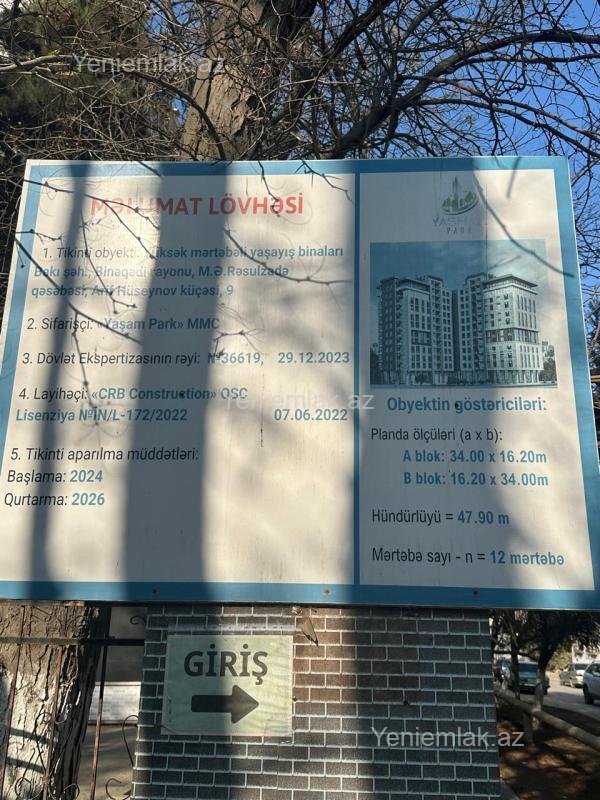 Yeniemlak.az
MƏLUMAT LÖVHƏSİ
1. Tikinti obyekti: Yüksək mərtəbəli yaşayış binaları
Bakı şəhi, Binəqədi rayonu, M.Ə.Rəsulzadə
qəsəbəsi, Arif Hüseynov küçəsi, 9
2. Sifarişçi: «Yaşam Park» MMC
3. Dövlət Ekspertizasının rəyi: №36619, 29.12.2023
4. Layihəçi: «CRB Construction» QSC
Lisenziya №İN/L-172/2022 07.06.2022
5. Tikinti aparılma müddətləri:
Başlama: 2024
Qurtarma: 2026
YAŞAM
PARK
Yeniemlak.az
Obyektin göstəriciləri:
Planda ölçüləri (a x b):
A blok: 34.00 x 16.20m
B blok: 16.20 x 34.00m
Hündürlüyü = 47.90 m
Mərtəbə sayı - n = 12 mərtəbə
GİRİŞ
Yeniemlak.az